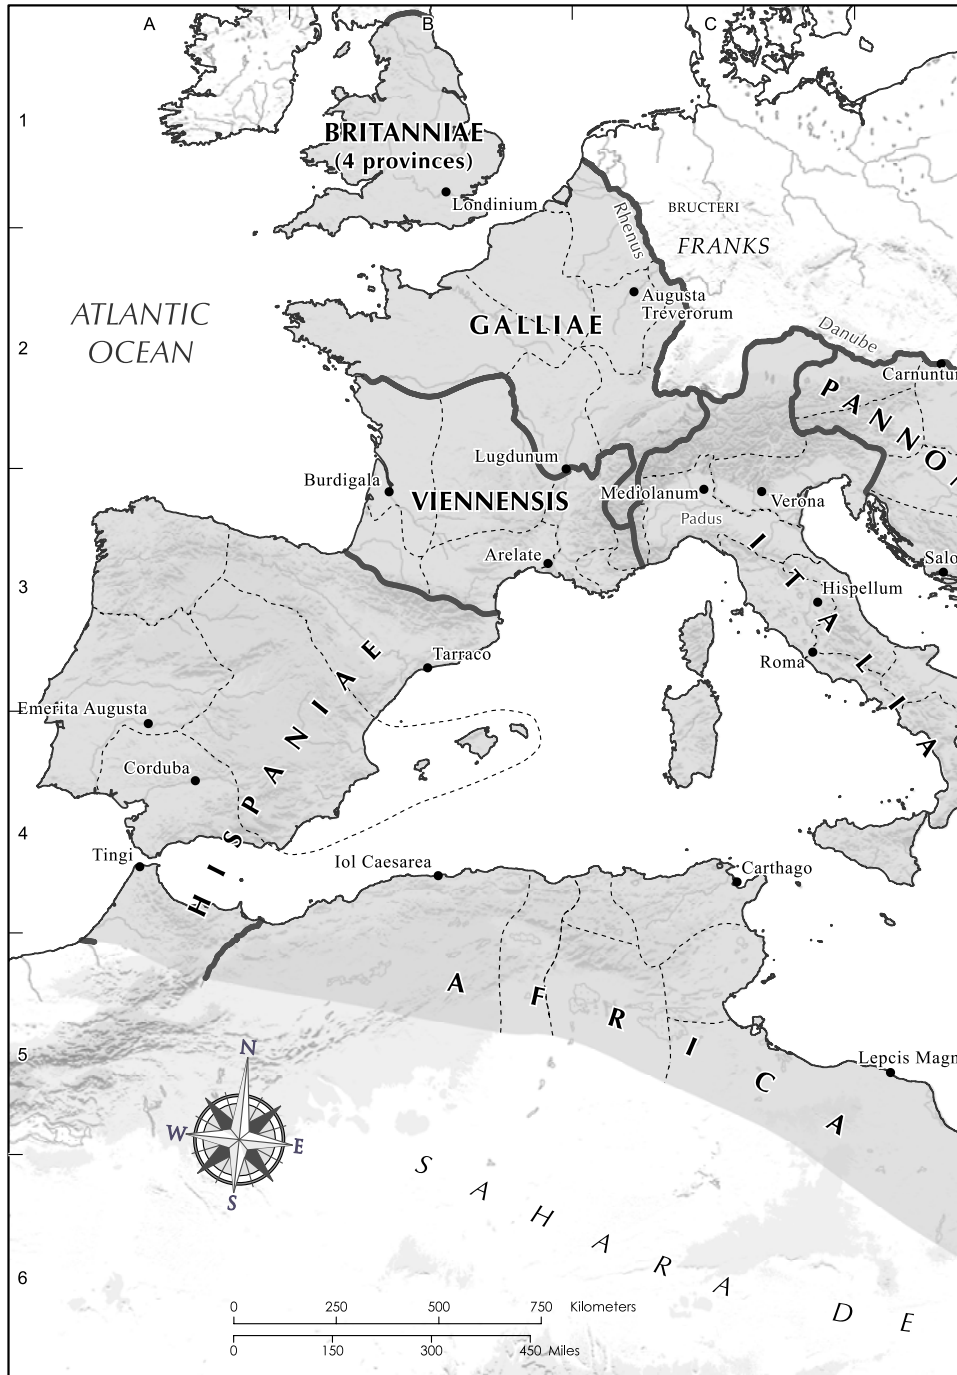 A
B
C
1
BRITANNIAE
(4 provinces)
Londinium
Rhenus
BRUCTERI
FRANKS
ATLANTIC
OCEAN
Augusta
Treverorum
GALLIAE
2
Danube
Carnuntum
PANNO
Lugdunum
Burdigala
VIENNENSIS
Mediolanum
Verona
Padus
Arelate
ITALIA
Salo
3
Hispellum
Roma
Tarraco
HISPANIAE
Emerita Augusta
Corduba
4
Tingi
Iol Caesarea
Carthago
AFRICA
5
Lepcis Magn
N
W
E
S
SAHARA DE
6
0 250 500 750 Kilometers
0 150 300 450 Miles